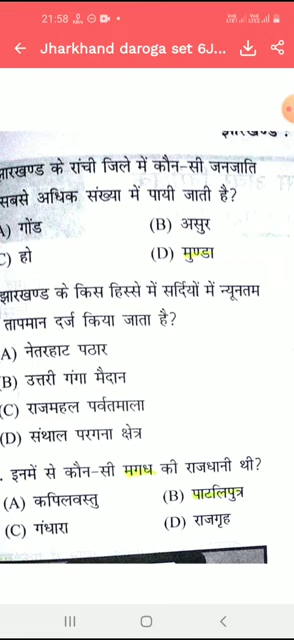 21:58
Jharkhand daroga set 6J...
झारखण्ड के रांची जिले में कौन-सी जनजाति
सबसे अधिक संख्या में पायी जाती है?
A) गोंड (B) असुर
C) हो (D) मुण्डा
झारखण्ड के किस हिस्से में सर्दियों में न्यूनतम
तापमान दर्ज किया जाता है?
A) नेतरहाट पठार
B) उत्तरी गंगा मैदान
(C) राजमहल पर्वतमाला
(D) संथाल परगना क्षेत्र
. इनमें से कौन-सी मगध की राजधानी थी?
(A) कपिलवस्तु (B) पाटलिपुत्र
(C) गंधारा (D) राजगृह